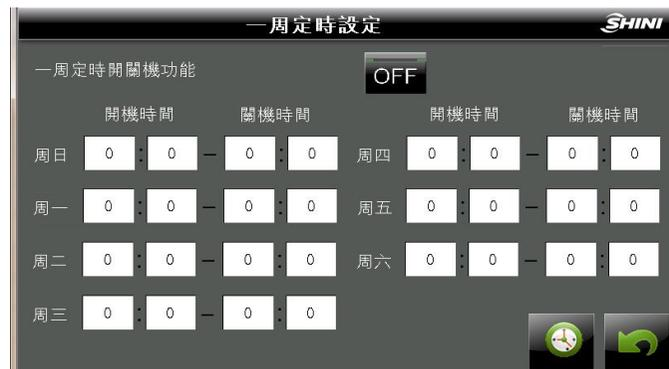 一周定時設定 SHINI
一周定時開關機功能 OFF
開機時間 關機時間 開機時間 關機時間
周日 0 : 0 – 0 : 0 周四 0 : 0 – 0 : 0
周一 0 : 0 – 0 : 0 周五 0 : 0 – 0 : 0
周二 0 : 0 – 0 : 0 周六 0 : 0 – 0 : 0
周三 0 : 0 – 0 : 0